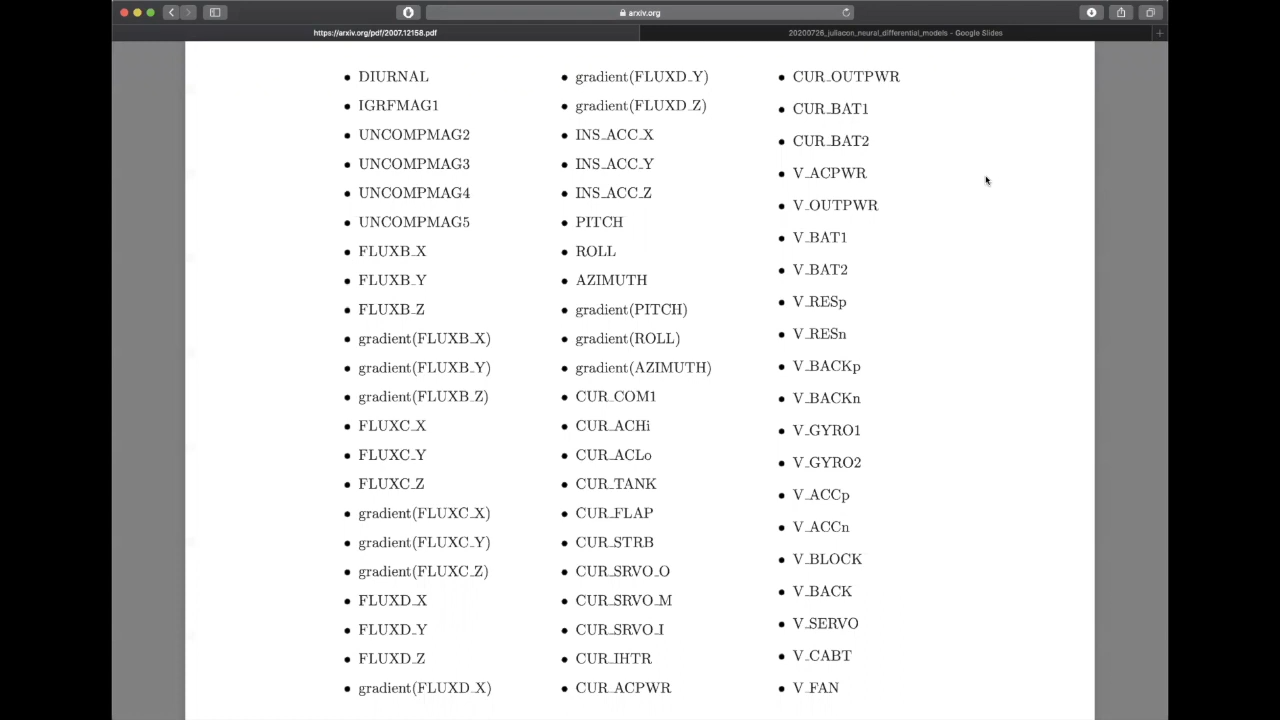 arxiv.org
https://arxiv.org/pdf/2007.12158.pdf
20200726_juliacon_neural_differential_models - Google Slides
• DIURNAL
• IGRFMAG1
• UNCOMPMAG2
• UNCOMPMAG3
• UNCOMPMAG4
• UNCOMPMAG5
• FLUXB_X
• FLUXB_Y
• FLUXB_Z
• gradient(FLUXB_X)
• gradient(FLUXB_Y)
• gradient(FLUXB_Z)
• FLUXC_X
• FLUXC_Y
• FLUXC_Z
• gradient(FLUXC_X)
• gradient(FLUXC_Y)
• gradient(FLUXC_Z)
• FLUXD_X
• FLUXD_Y
• FLUXD_Z
• gradient(FLUXD_X)
• gradient(FLUXD_Y)
• gradient(FLUXD_Z)
• INS_ACC_X
• INS_ACC_Y
• INS_ACC_Z
• PITCH
• ROLL
• AZIMUTH
• gradient(PITCH)
• gradient(ROLL)
• gradient(AZIMUTH)
• CUR_COM1
• CUR_ACHi
• CUR_ACLo
• CUR_TANK
• CUR_FLAP
• CUR_STRB
• CUR_SRVO_O
• CUR_SRVO_M
• CUR_SRVO_I
• CUR_IHTR
• CUR_ACPWR
• CUR_OUTPWR
• CUR_BAT1
• CUR_BAT2
• V_ACPWR
• V_OUTPWR
• V_BAT1
• V_BAT2
• V_RESp
• V_RESn
• V_BACKp
• V_BACKn
• V_GYRO1
• V_GYRO2
• V_ACCp
• V_ACCn
• V_BLOCK
• V_BACK
• V_SERVO
• V_CABT
• V_FAN